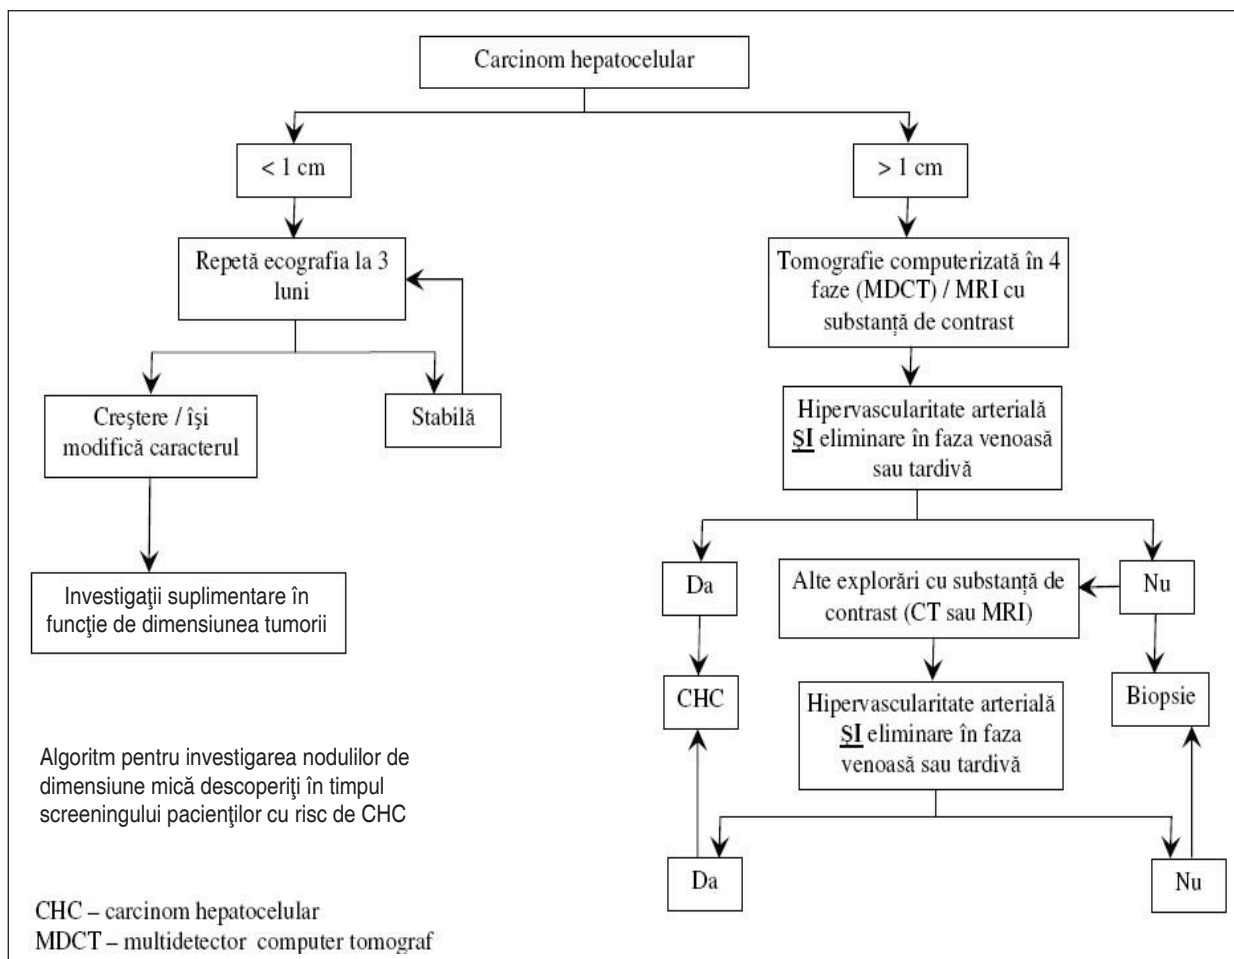 Carcinom hepatocelular
< 1 cm
> 1 cm
Repetă ecografia la 3
luni
Tomografie computerizată în 4
faze (MDCT) / MRI cu
substanță de contrast
Creştere / îşi
modifică caracterul
Stabilă
Hipervascularitate arterială
ŞI eliminare în faza venoasă
sau tardivă
Investigaţii suplimentare în
funcţie de dimensiunea tumorii
Da
Alte explorări cu substanță de
contrast (CT sau MRI)
Nu
CHC
Hipervascularitate arterială
ŞI eliminare în faza
venoasă sau tardivă
Biopsie
Da
Nu
Algoritm pentru investigarea nodulilor de
dimensiune mică descoperiţi în timpul
screeningului pacienţilor cu risc de CHC
CHC – carcinom hepatocelular
MDCT – multidetector computer tomograf